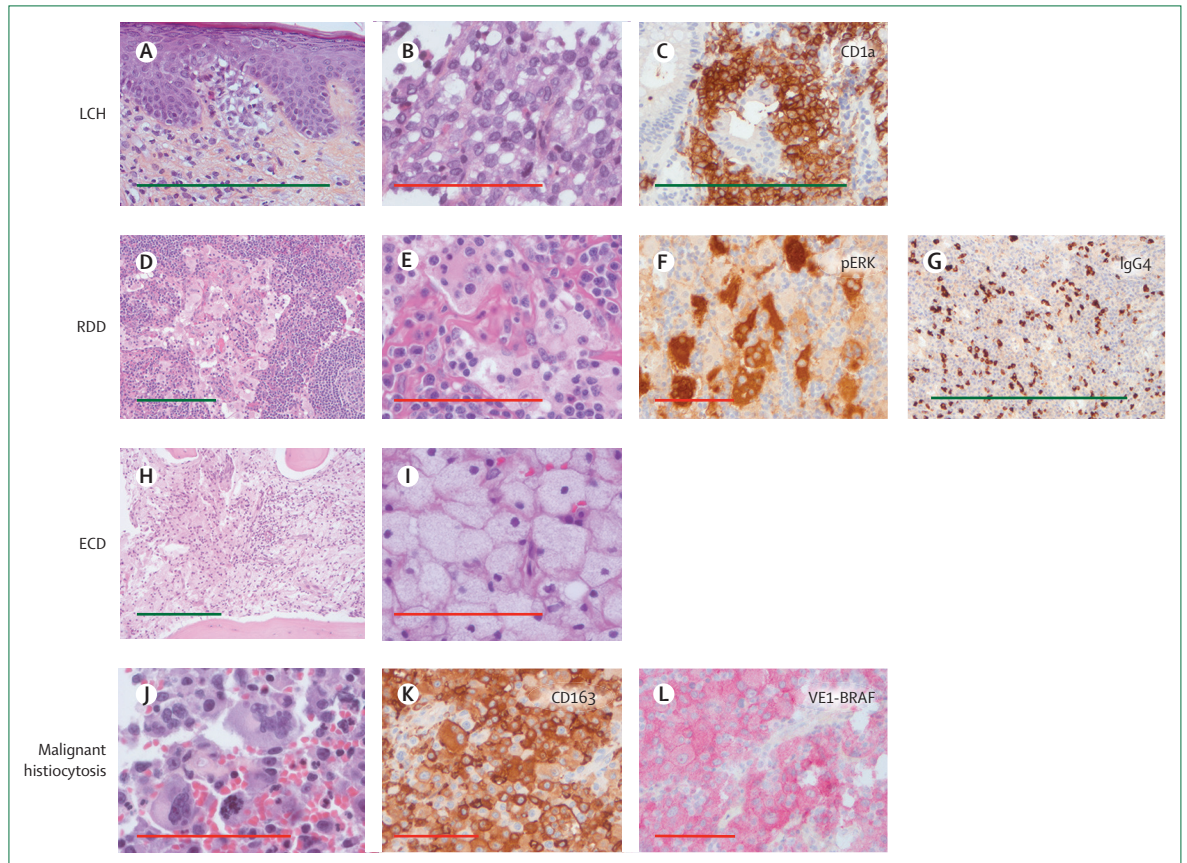 A
B
C
CD1a
LCH
D
E
F
pERK
G
IgG4
RDD
H
I
ECD
J
K
CD163
L
VE1-BRAF
Malignant
histiocytosis